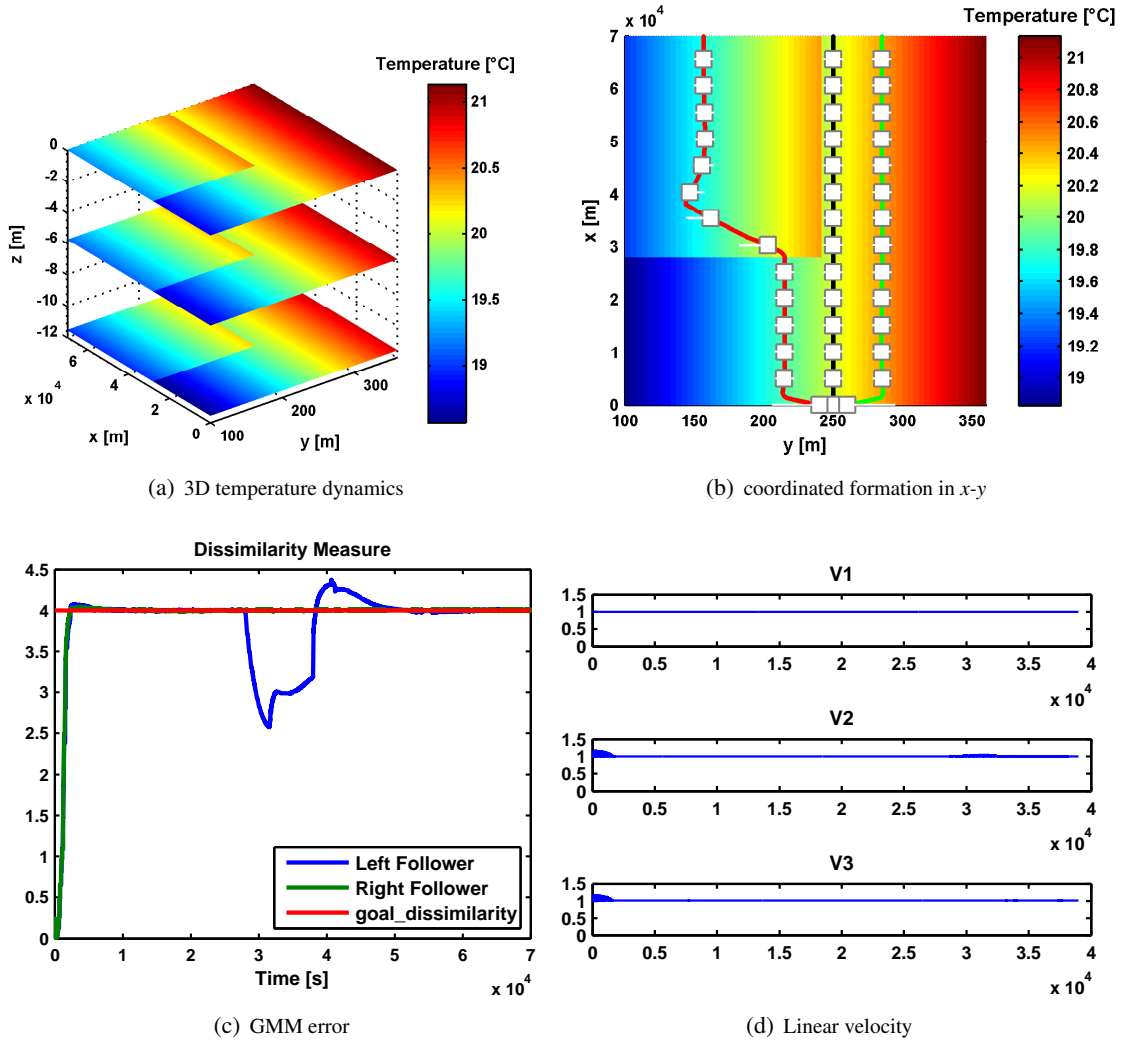 Temperature [°C]
21
20.5
20
19.5
19
0
-2
-4
-6
-8
-10
-12
z [m]
6
4
2
0
x 10 4
x [m]
100
200
300
y [m]
(a) 3D temperature dynamics
x 10 4
Temperature [°C]
7
6
5
4
3
2
1
0
x [m]
100 150 200 250 300 350
y [m]
21
20.8
20.6
20.4
20.2
20
19.8
19.6
19.4
19.2
19
(b) coordinated formation in x-y
Dissimilarity Measure
4.5
4
3.5
3
2.5
2
1.5
1
0.5
0
Left Follower
Right Follower
goal_dissimilarity
0 1 2 3 4 5 6 7
Time [s]
x 10 4
(c) GMM error
V1
1.5
1
0.5
0
0 0.5 1 1.5 2 2.5 3 3.5 4
x 10 4
V2
1.5
1
0.5
0
0 0.5 1 1.5 2 2.5 3 3.5 4
x 10 4
V3
1.5
1
0.5
0
0 0.5 1 1.5 2 2.5 3 3.5 4
x 10 4
(d) Linear velocity